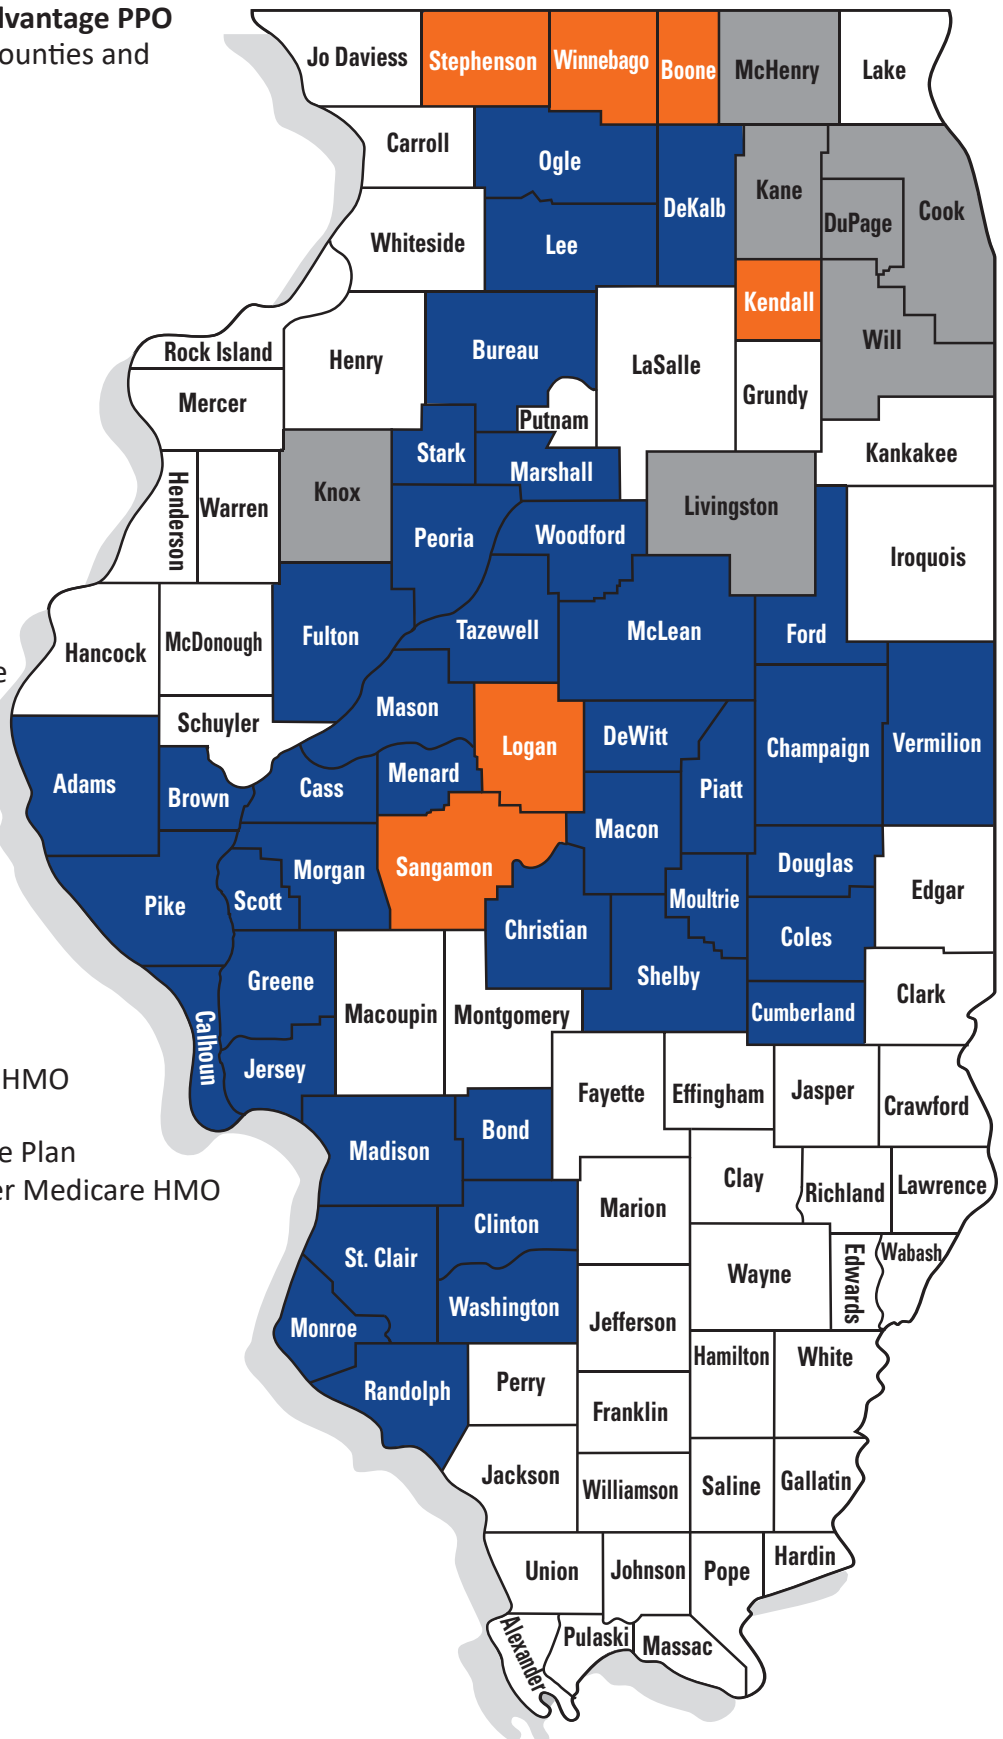 dvantage PPO
ounties and
Jo Daviess
Stephenson
Winnebago
Boone
McHenry
Lake
Carroll
Ogle
DeKalb
Kane
DuPage
Cook
Whiteside
Lee
Kendall
Will
Rock Island
Henry
Bureau
LaSalle
Grundy
Mercer
Putnam
Kankakee
Stark
Marshall
Henderson
Warren
Knox
Livingston
Peoria
Woodford
Iroquois
Hancock
McDonough
Fulton
Tazewell
McLean
Ford
e
Schuyler
Mason
Logan
DeWitt
Champaign
Vermilion
Adams
Brown
Cass
Menard
Piatt
Macon
Morgan
Sangamon
Douglas
Edgar
Pike
Scott
Christian
Moultrie
Coles
Greene
Macoupin
Montgomery
Shelby
Cumberland
Clark
Calhoun
Jersey
HMO
Fayette
Effingham
Jasper
Crawford
Madison
Bond
e Plan
er Medicare HMO
Clay
Richland
Lawrence
Marion
Clinton
St. Clair
Wayne
Edwards
Wabash
Washington
Monroe
Jefferson
Hamilton
White
Randolph
Perry
Franklin
Jackson
Williamson
Saline
Gallatin
Union
Johnson
Pope
Hardin
Alexander
Pulaski
Massac